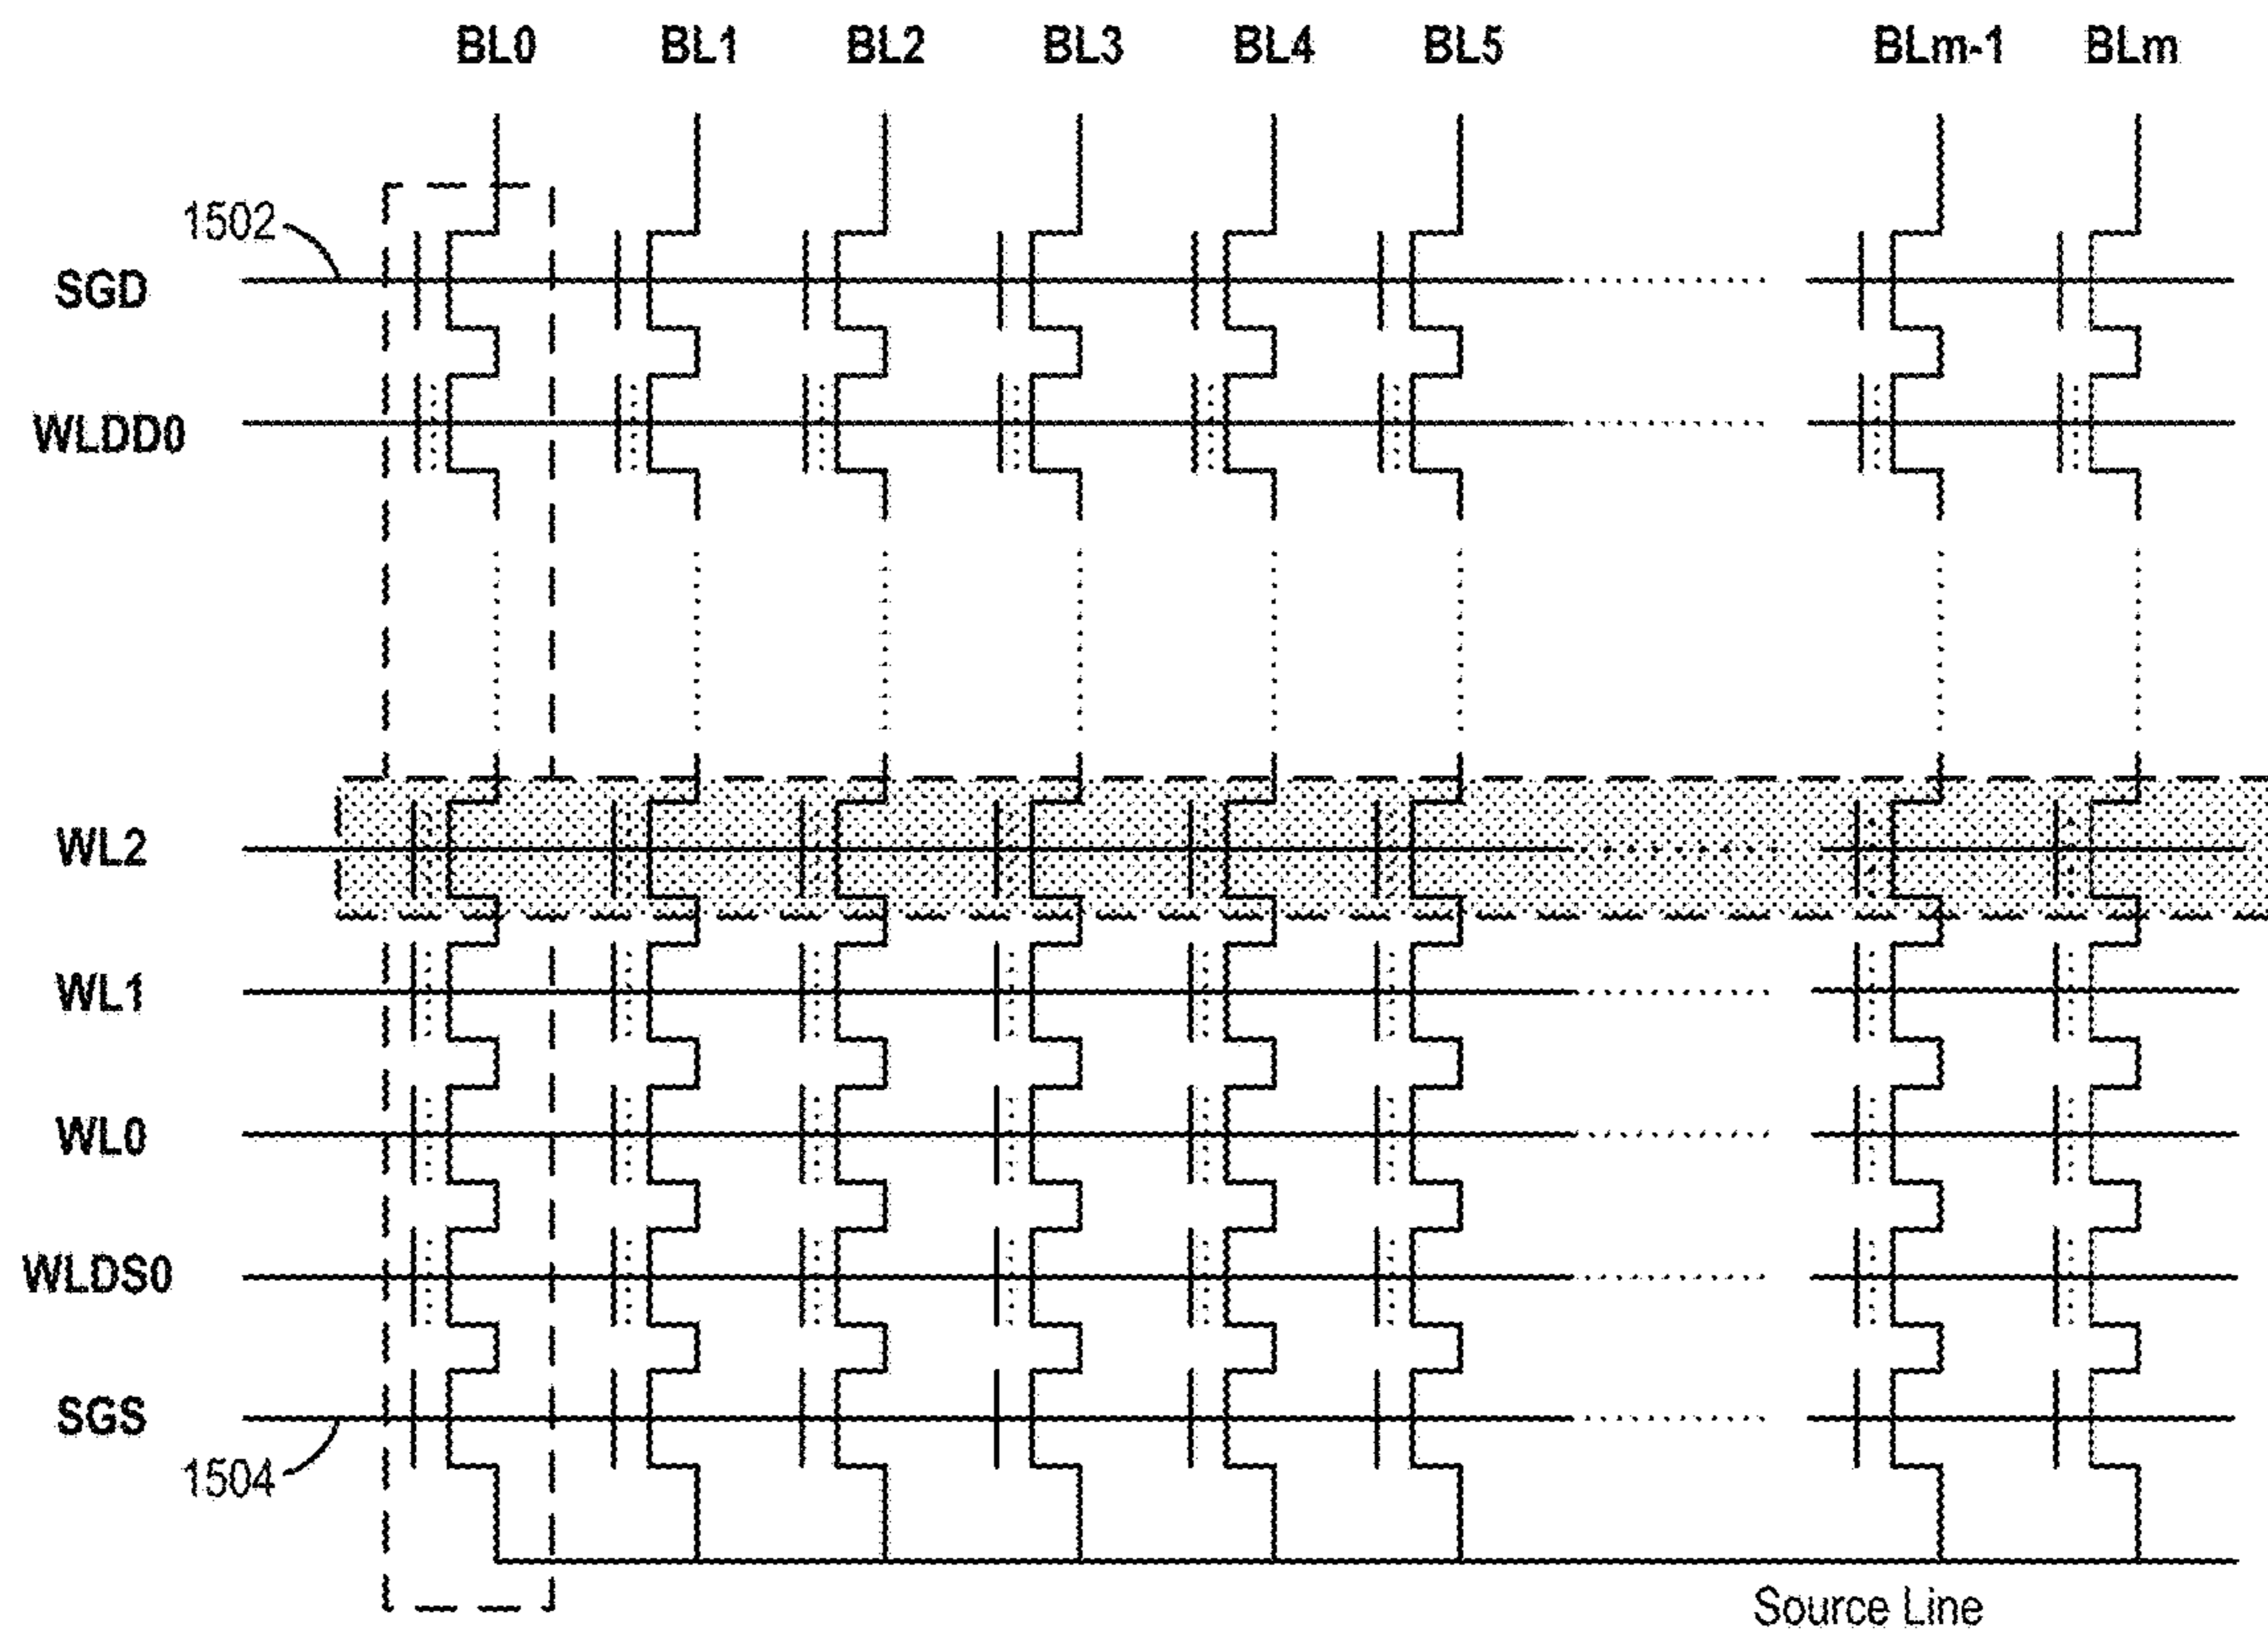 BL0 BL1 BL2 BL3 BL4 BL5 BLm-1 BLm
1502
SGD
WLDD0
WL2
WL1
WL0
WLDS0
SGS
1504
Source Line